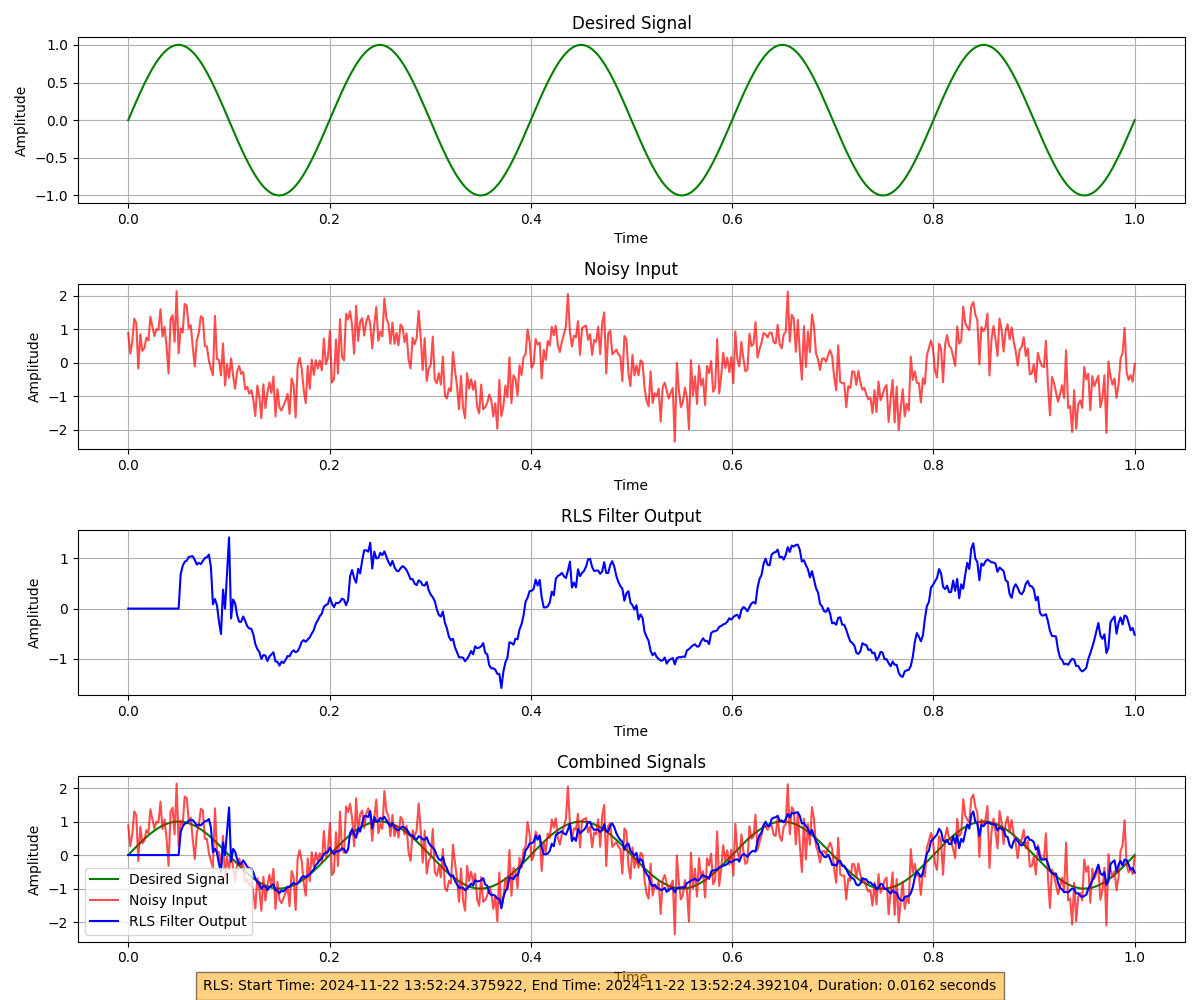 Desired Signal
1.0
0.5
0.0
−0.5
−1.0
Amplitude
0.0 0.2 0.4 0.6 0.8 1.0
Time
Noisy Input
2
1
0
−1
−2
Amplitude
0.0 0.2 0.4 0.6 0.8 1.0
Time
RLS Filter Output
1
0
−1
Amplitude
0.0 0.2 0.4 0.6 0.8 1.0
Time
Combined Signals
2
1
0
−1
−2
Amplitude
Desired Signal
Noisy Input
RLS Filter Output
0.0 0.2 0.4 0.6 0.8 1.0
Time
RLS: Start Time: 2024-11-22 13:52:24.375922, End Time: 2024-11-22 13:52:24.392104, Duration: 0.0162 seconds